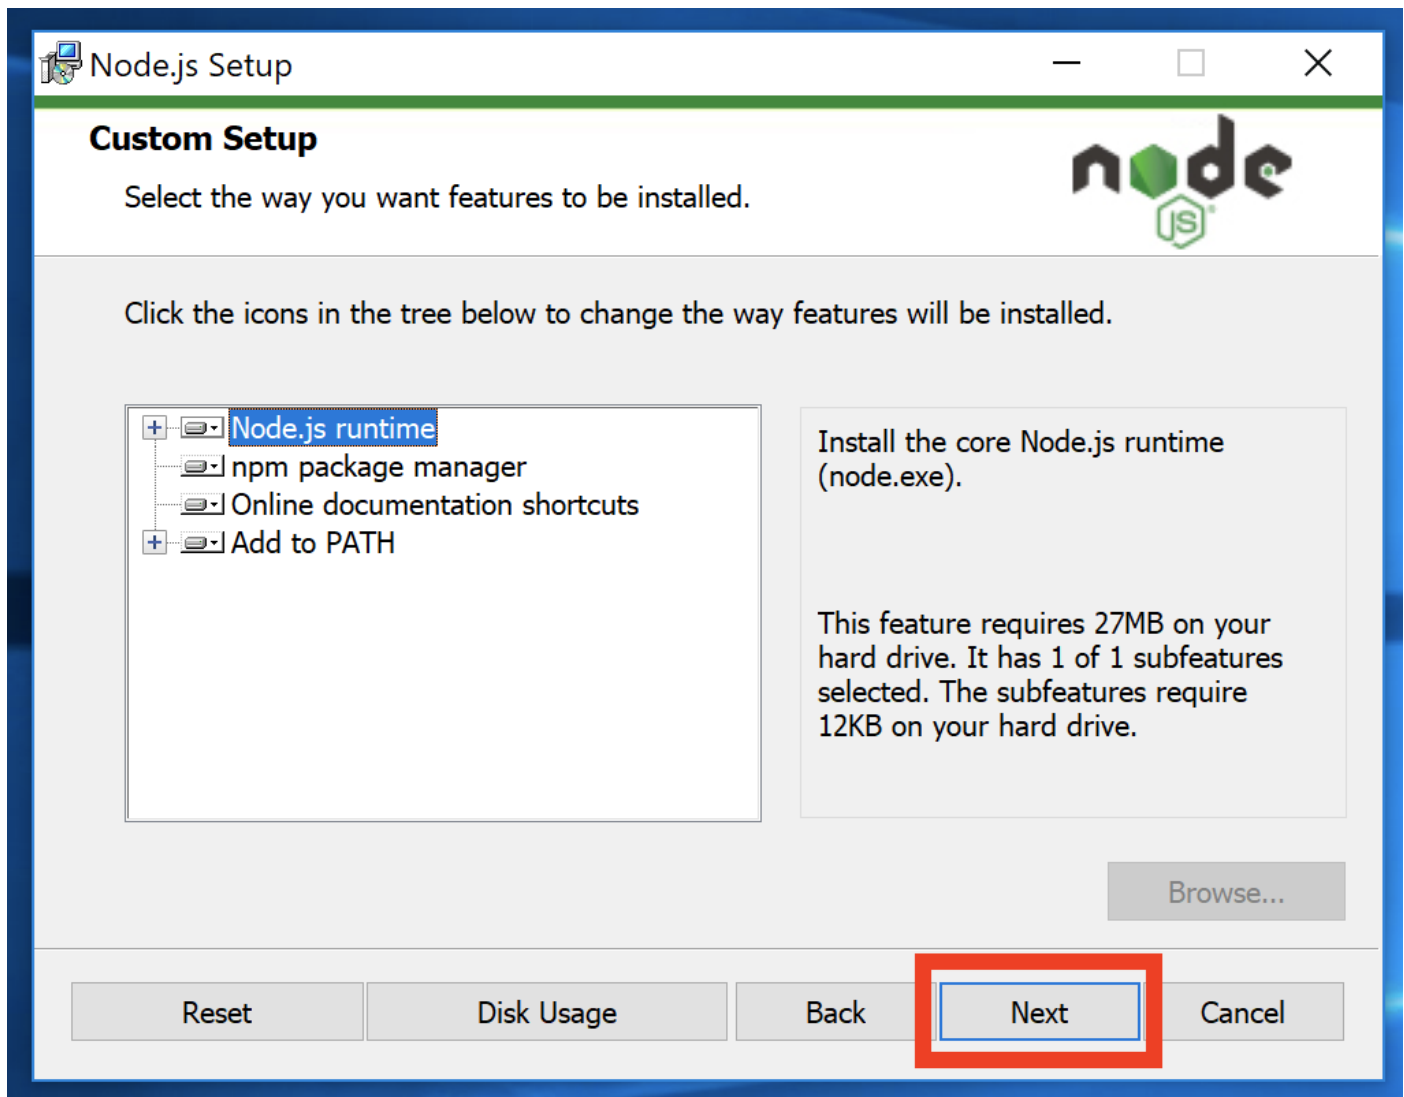 Node.js Setup
Custom Setup
Select the way you want features to be installed.
node
JS
Click the icons in the tree below to change the way features will be installed.
Node.js runtime
npm package manager
Online documentation shortcuts
Add to PATH
Install the core Node.js runtime
(node.exe).
This feature requires 27MB on your
hard drive. It has 1 of 1 subfeatures
selected. The subfeatures require
12KB on your hard drive.
Browse...
Reset
Disk Usage
Back
Next
Cancel